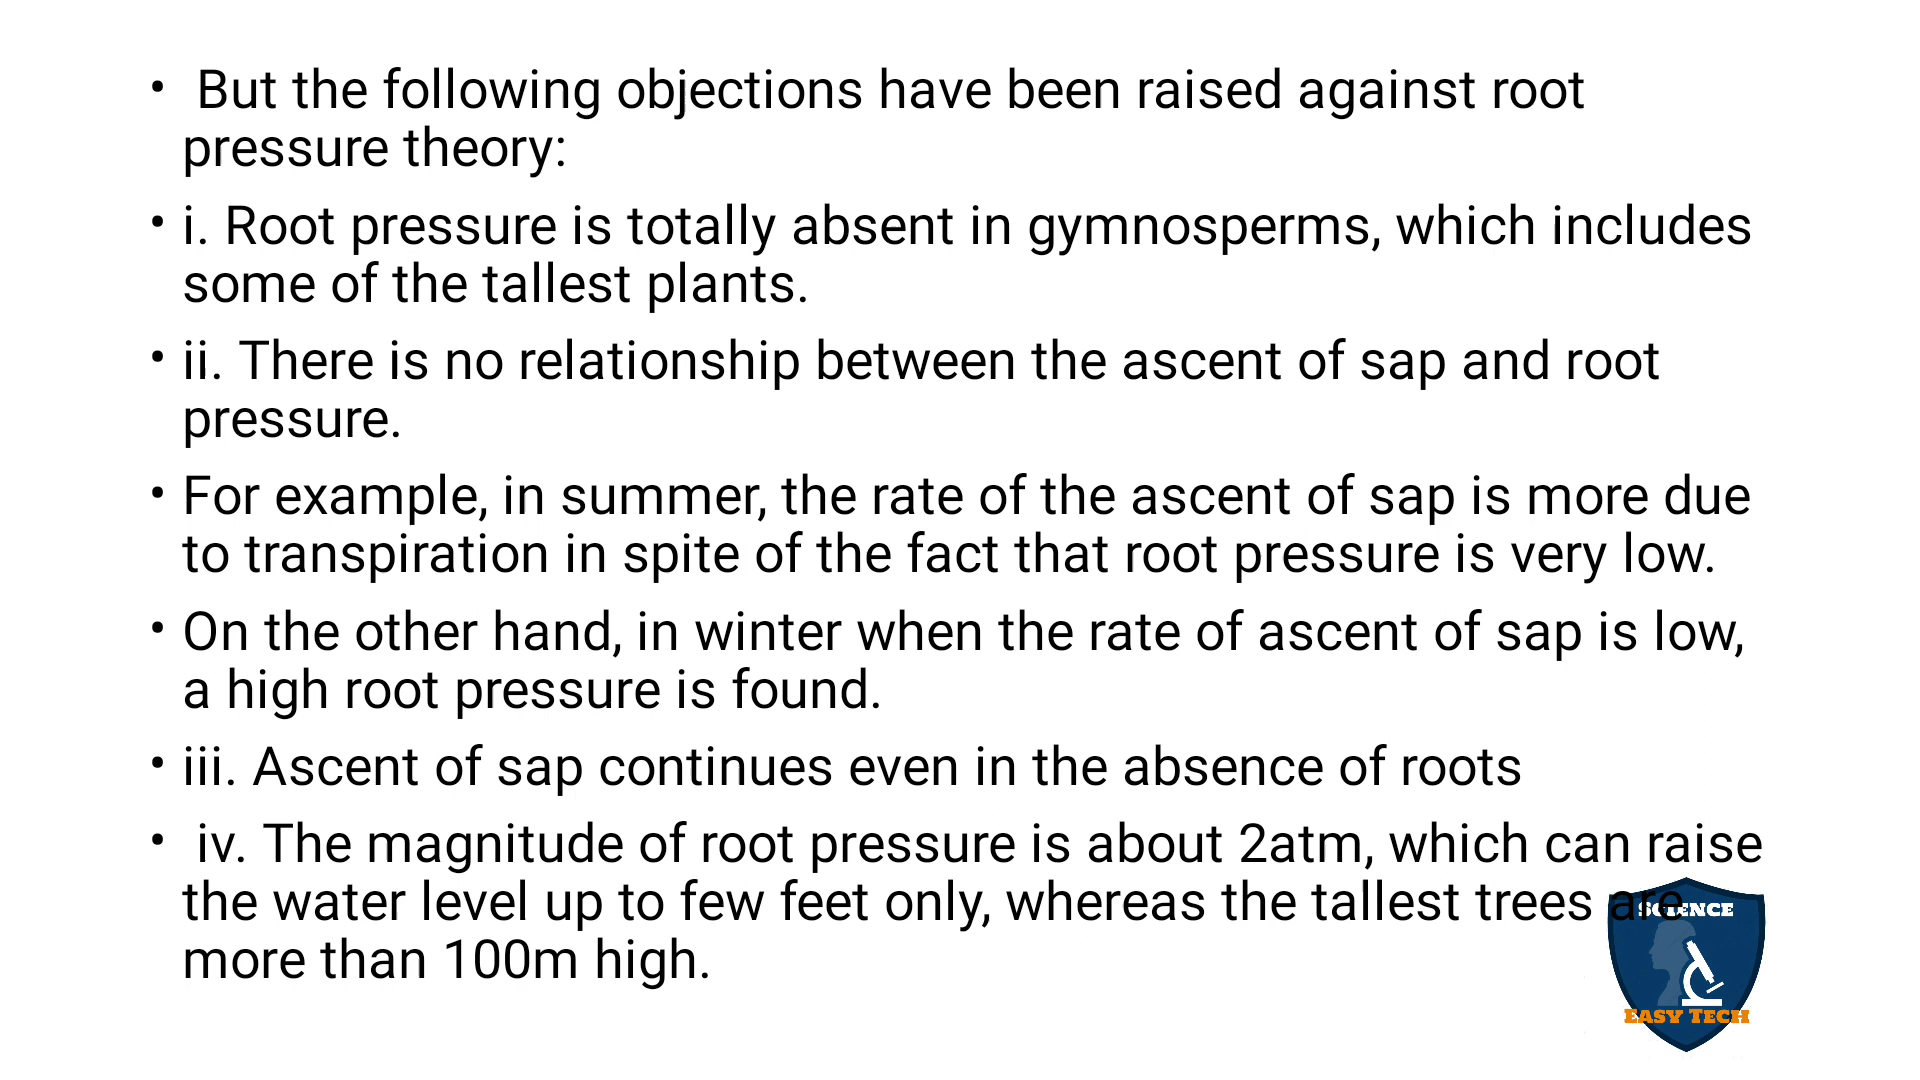 • But the following objections have been raised against root
pressure theory:
• i. Root pressure is totally absent in gymnosperms, which includes
some of the tallest plants.
• ii. There is no relationship between the ascent of sap and root
pressure.
• For example, in summer, the rate of the ascent of sap is more due
to transpiration in spite of the fact that root pressure is very low.
• On the other hand, in winter when the rate of ascent of sap is low,
a high root pressure is found.
• iii. Ascent of sap continues even in the absence of roots
• iv. The magnitude of root pressure is about 2atm, which can raise
the water level up to few feet only, whereas the tallest trees are
more than 100m high.
SCIENCE
EASY TECH